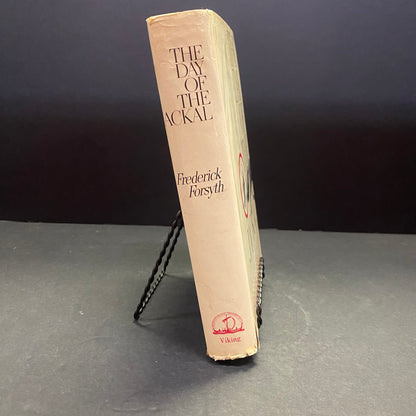 THE
DAY
OF
THE
ACKAL
Frederick
Forsyth
Viking